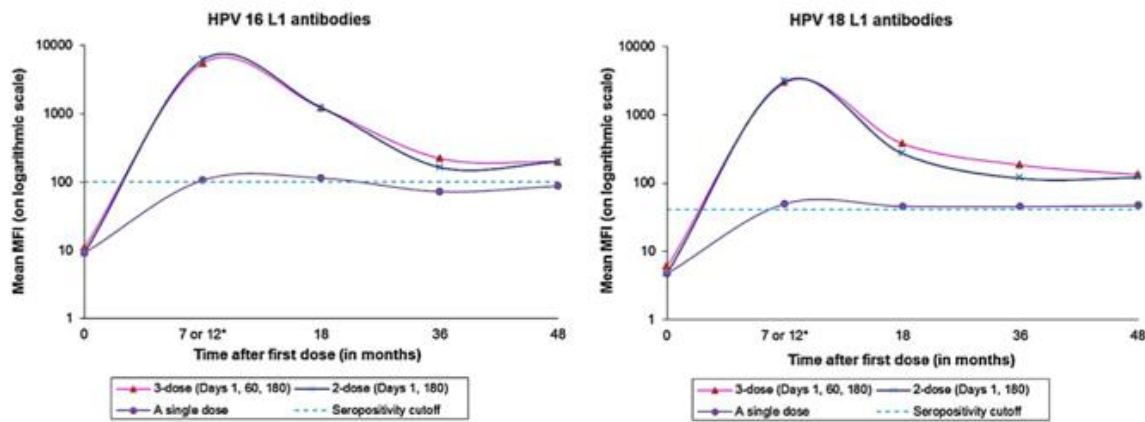 HPV 16 L1 antibodies
Mean MFI (on logarithmic scale)
10000
1000
100
10
1
0
7 or 12*
18
36
48
Time after first dose (in months)
3-dose (Days 1, 60, 180)
2-dose (Days 1, 180)
A single dose
Seropositivity cutoff
HPV 18 L1 antibodies
Mean MFI (on logarithmic scale)
10000
1000
100
10
1
0
7 or 12*
18
36
48
Time after first dose (in months)
3-dose (Days 1, 60, 180)
2-dose (Days 1, 180)
A single dose
Seropositivity cutoff